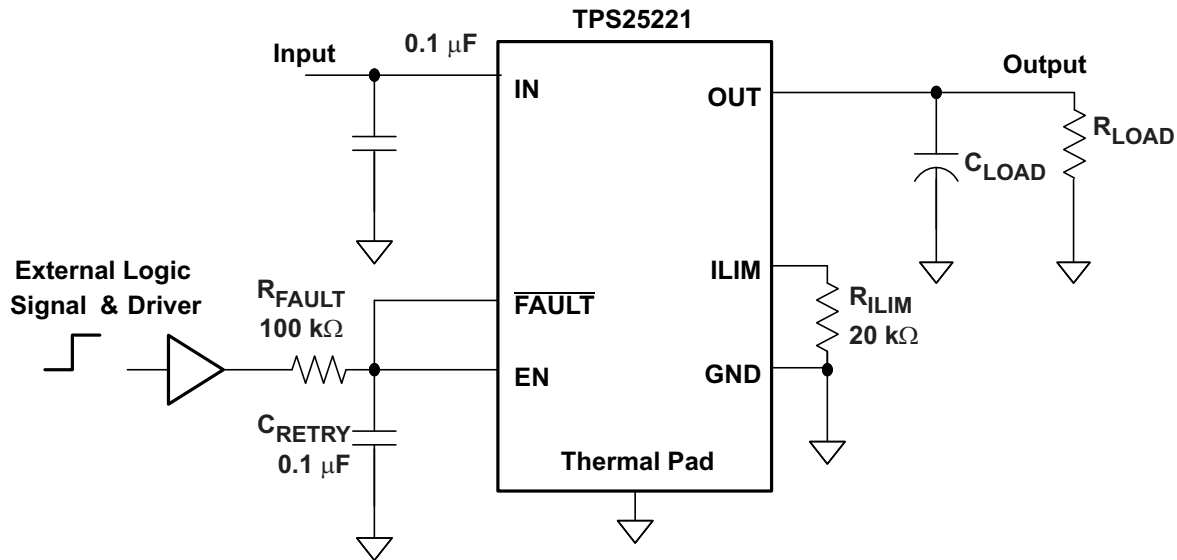 TPS25221
Input
0.1 μF
IN
OUT
Output
R_LOAD
C_LOAD
External Logic
Signal & Driver
R_FAULT
100 kΩ
F̅A̅U̅L̅T̅
ILIM
R_ILIM
20 kΩ
EN
GND
C_RETRY
0.1 μF
Thermal Pad